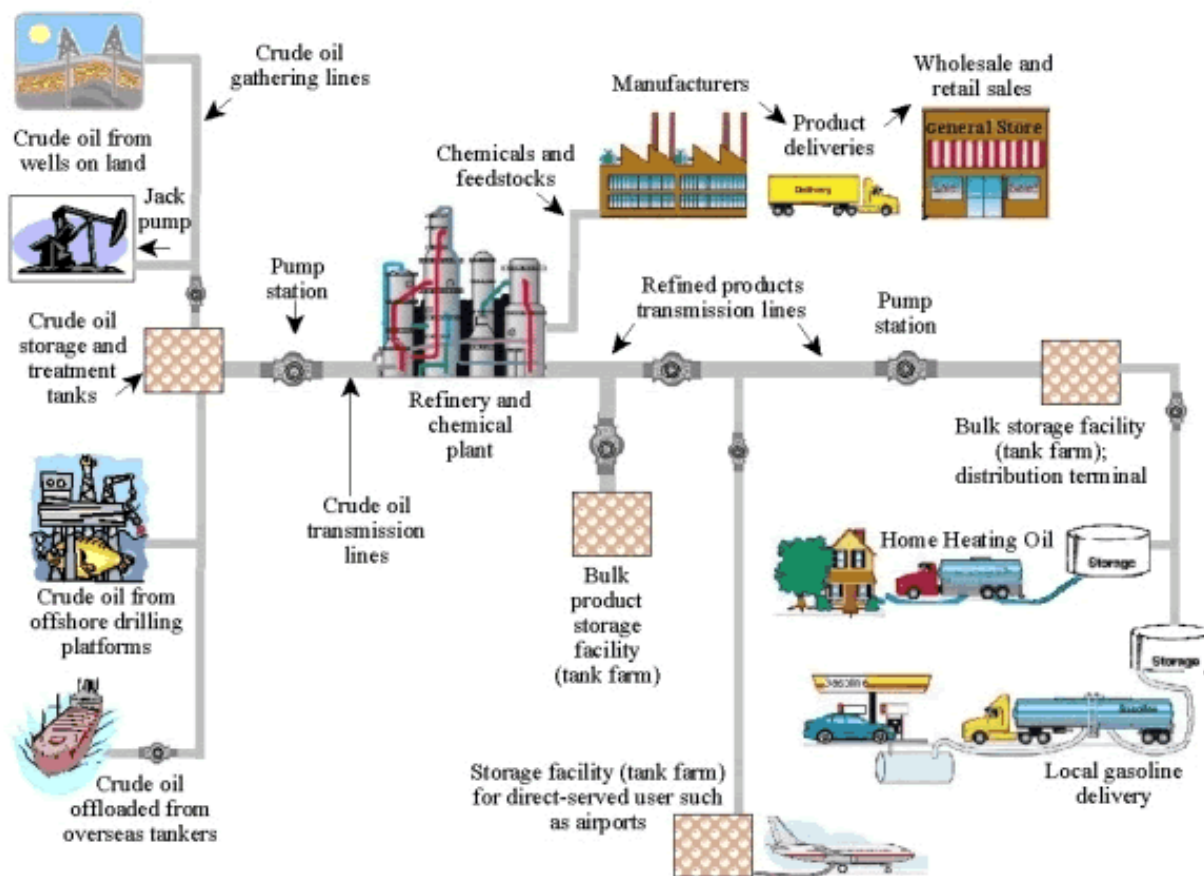 Crude oil
gathering lines
Crude oil from
wells on land
Jack
pump
Crude oil
storage and
treatment
tanks
Pump
station
Crude oil
transmission
lines
Refinery and
chemical
plant
Chemicals and
feedstocks
Manufacturers
Product
deliveries
Delivery
Wholesale and
retail sales
General Store
Refined products
transmission lines
Pump
station
Bulk storage facility
(tank farm);
distribution terminal
Bulk
product
storage
facility
(tank farm)
Crude oil from
offshore drilling
platforms
Crude oil
offloaded from
overseas tankers
Home Heating Oil
Storage
Storage
Gasoline
Gasoline
Local gasoline
delivery
Storage facility (tank farm)
for direct-served user such
as airports